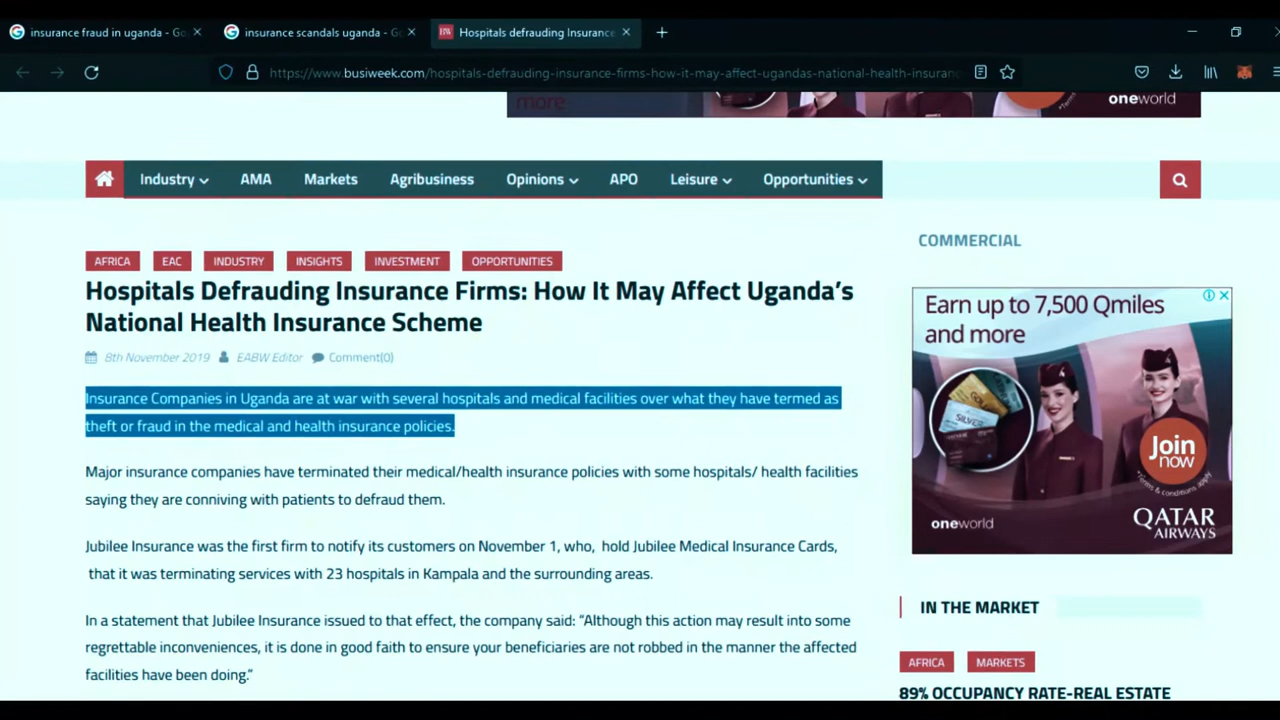 insurance fraud in uganda - Go
insurance scandals uganda - Go
Hospitals defrauding Insurance
https://www.busiweek.com/hospitals-defrauding-insurance-firms-how-it-may-affect-ugandas-national-health-insuranc
more
oneworld
Industry
AMA
Markets
Agribusiness
Opinions
APO
Leisure
Opportunities
COMMERCIAL
AFRICA
EAC
INDUSTRY
INSIGHTS
INVESTMENT
OPPORTUNITIES
Hospitals Defrauding Insurance Firms: How It May Affect Uganda's
National Health Insurance Scheme
8th November 2019 EABW Editor Comment(0)
Insurance Companies in Uganda are at war with several hospitals and medical facilities over what they have termed as
theft or fraud in the medical and health insurance policies.
Major insurance companies have terminated their medical/health insurance policies with some hospitals/ health facilities
saying they are conniving with patients to defraud them.
Jubilee Insurance was the first firm to notify its customers on November 1, who, hold Jubilee Medical Insurance Cards,
that it was terminating services with 23 hospitals in Kampala and the surrounding areas.
In a statement that Jubilee Insurance issued to that effect, the company said: “Although this action may result into some
regrettable inconveniences, it is done in good faith to ensure your beneficiaries are not robbed in the manner the affected
facilities have been doing.”
Earn up to 7,500 Qmiles
and more
GOLD
SILVER
Join
now
*Terms & conditions apply
oneworld
QATAR
AIRWAYS
IN THE MARKET
AFRICA
MARKETS
89% OCCUPANCY RATE-REAL ESTATE